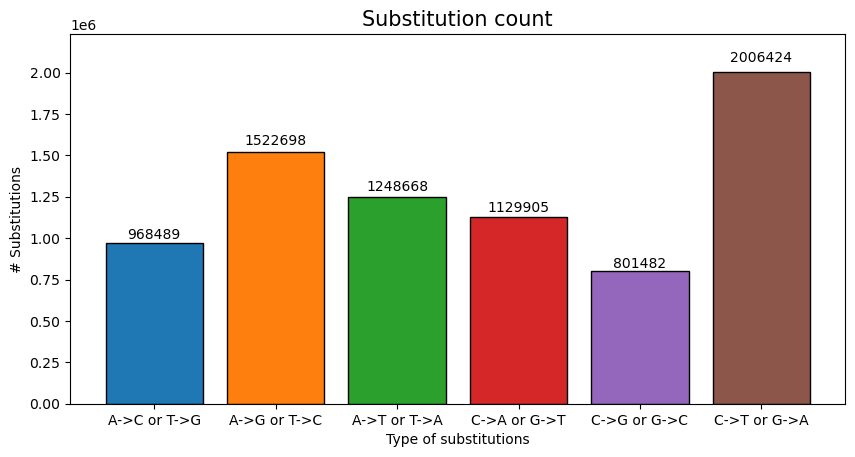 Substitution count
1e6
2006424
2.00
1.75
1522698
1.50
1248668
1.25
1129905
968489
1.00
801482
0.75
0.50
0.25
0.00
# Substitutions
A->C or T->G
A->G or T->C
A->T or T->A
C->A or G->T
C->G or G->C
C->T or G->A
Type of substitutions